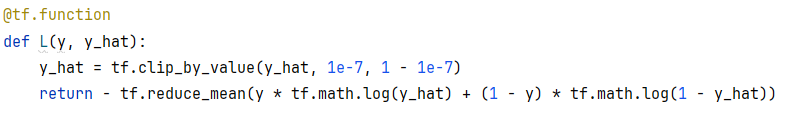 @tf.function
def L(y, y_hat):
    y_hat = tf.clip_by_value(y_hat, 1e-7, 1 - 1e-7)
    return - tf.reduce_mean(y * tf.math.log(y_hat) + (1 - y) * tf.math.log(1 - y_hat))